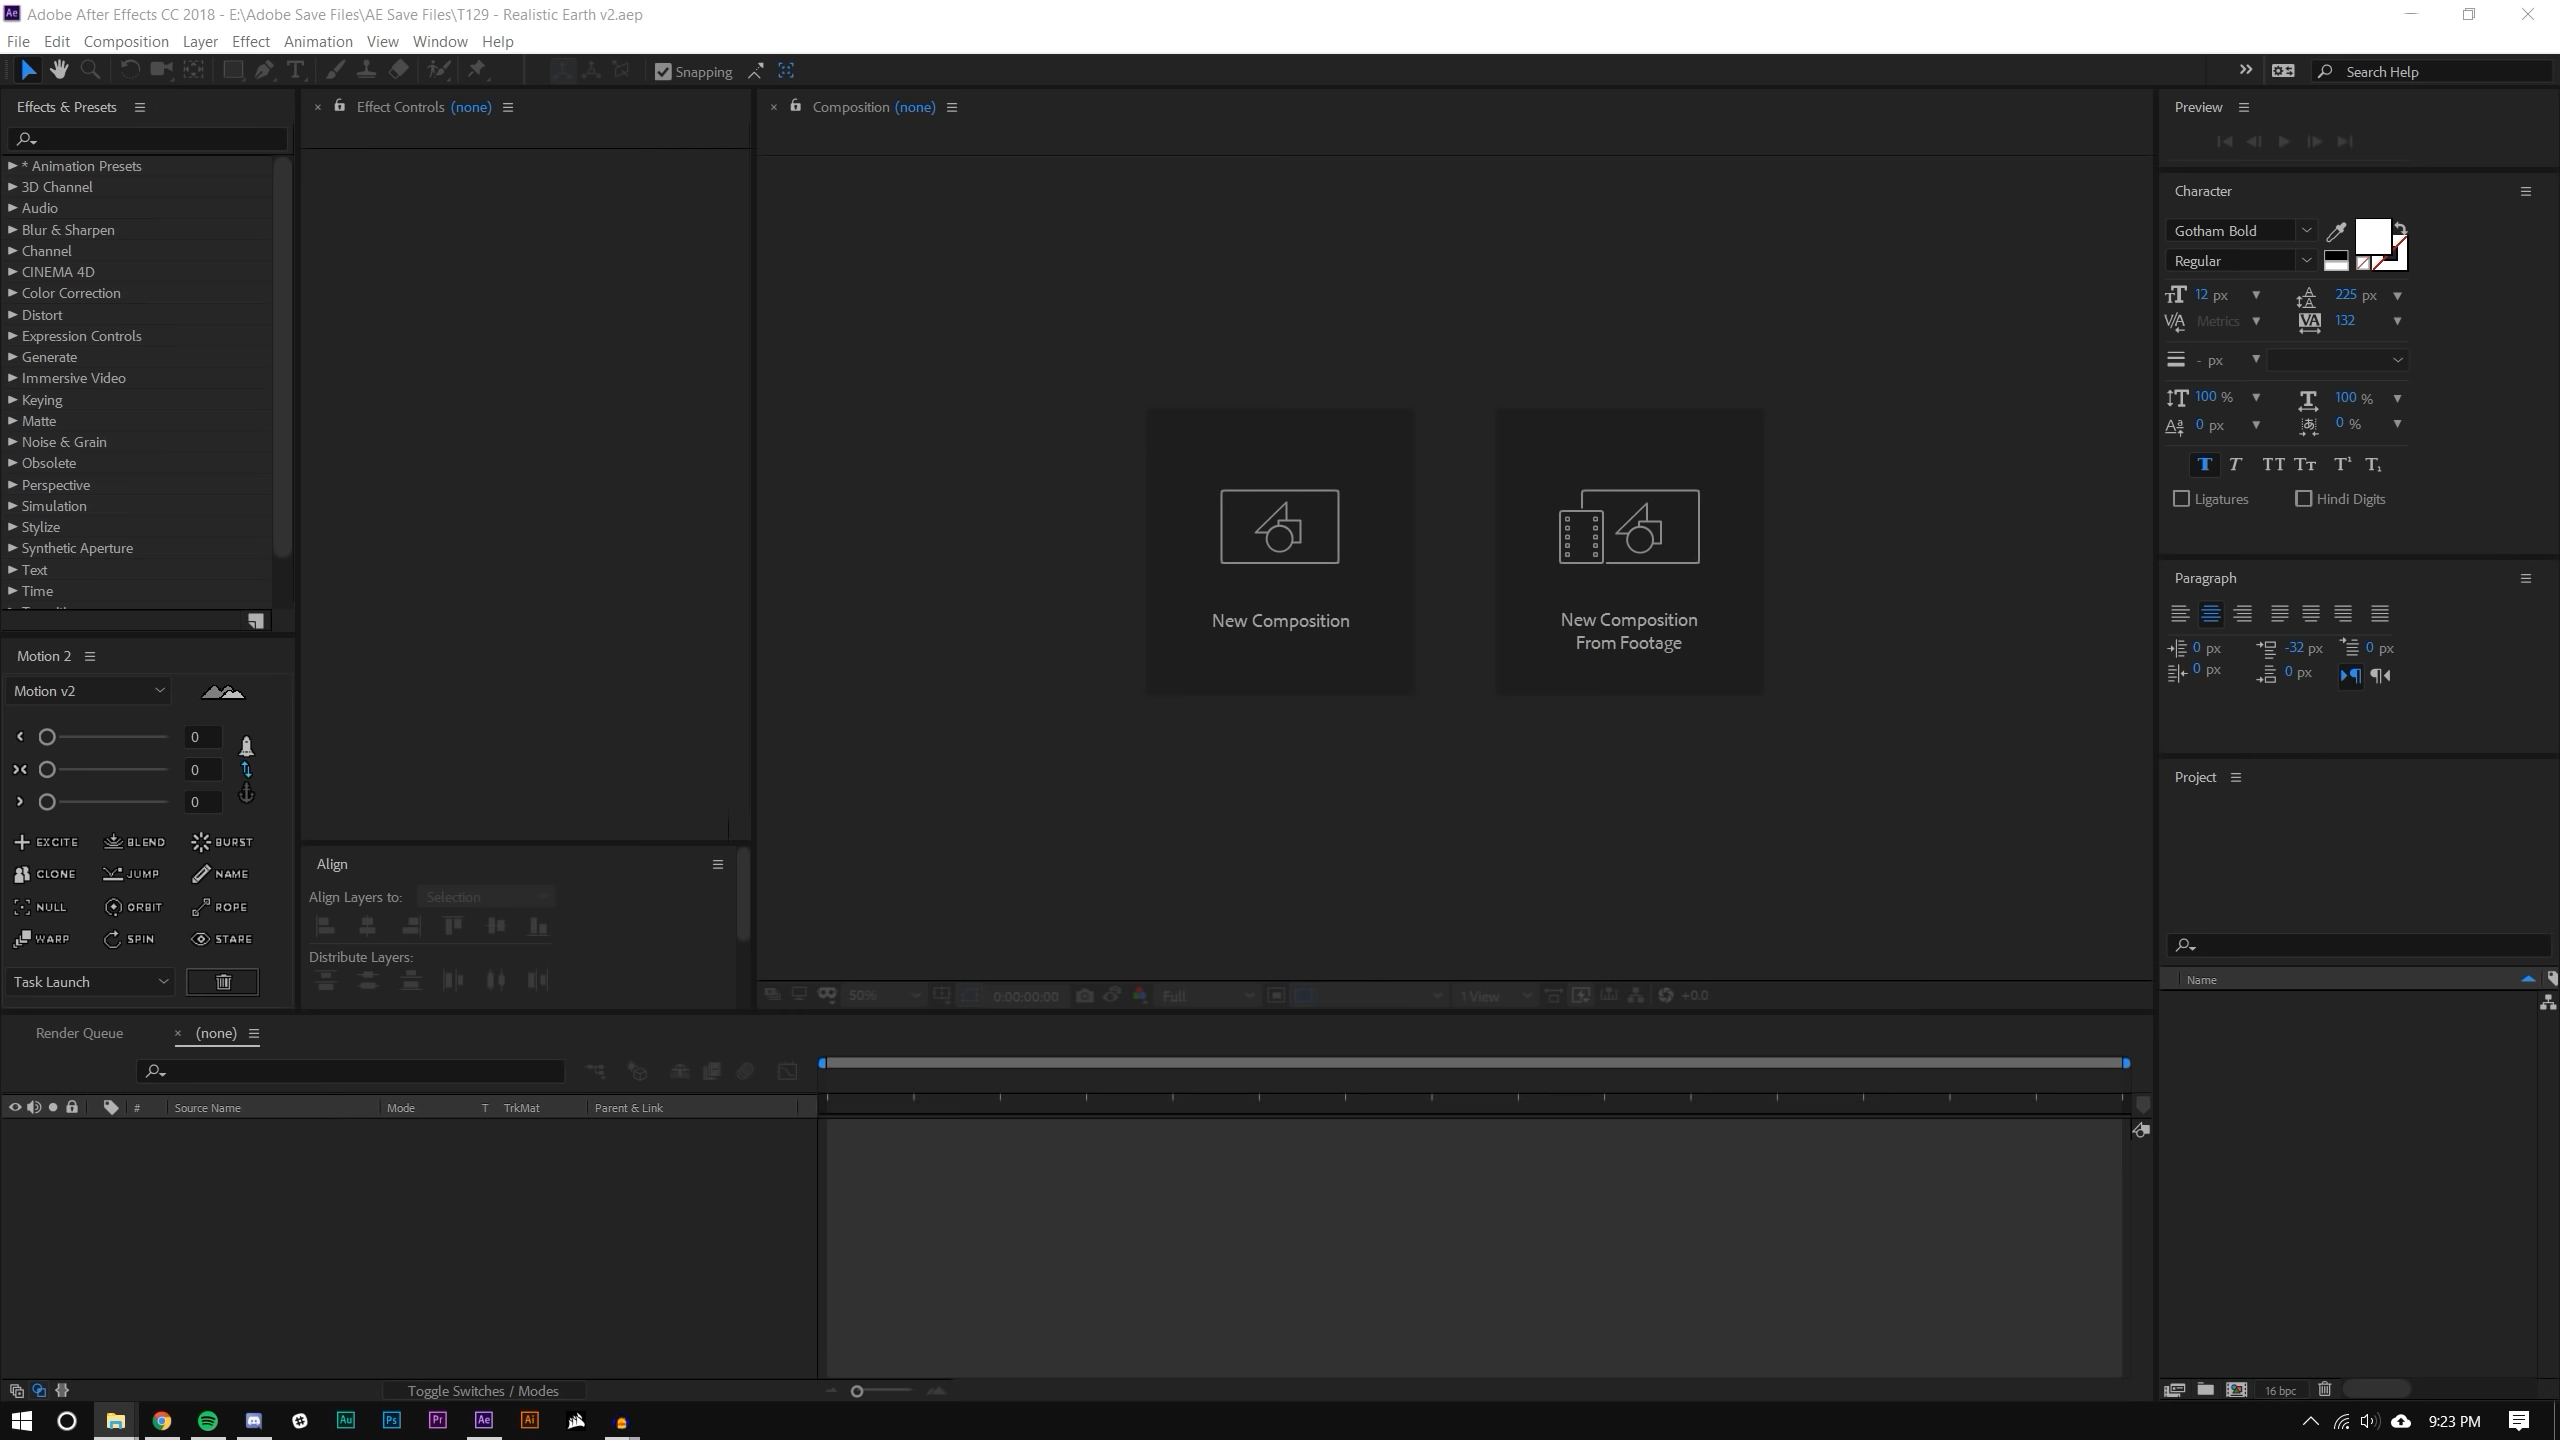 Adobe After Effects CC 2018 - E:\Adobe Save Files\AE Save Files\T129 - Realistic Earth v2.aep
File Edit Composition Layer Effect Animation View Window Help
Snapping
Search Help
Effects & Presets
* Animation Presets
3D Channel
Audio
Blur & Sharpen
Channel
CINEMA 4D
Color Correction
Distort
Expression Controls
Generate
Immersive Video
Keying
Matte
Noise & Grain
Obsolete
Perspective
Simulation
Stylize
Synthetic Aperture
Text
Time
Motion 2
Motion v2
0
0
0
EXCITE BLEND BURST
CLONE JUMP NAME
NULL ORBIT ROPE
WARP SPIN STARE
Task Launch
Effect Controls (none)
Align
Align Layers to: Selection
Distribute Layers:
Composition (none)
New Composition
New Composition
From Footage
50% 0:00:00:00 Full 1 View +0.0
Preview
Character
Gotham Bold
Regular
12 px 225 px
Metrics 132
- px
100 % 100 %
0 px 0 %
Ligatures Hindi Digits
Paragraph
0 px -32 px 0 px
0 px 0 px
Project
Name
16 bpc
Render Queue (none)
# Source Name Mode T TrkMat Parent & Link
Toggle Switches / Modes
Au Ps Pr Ae Ai
9:23 PM